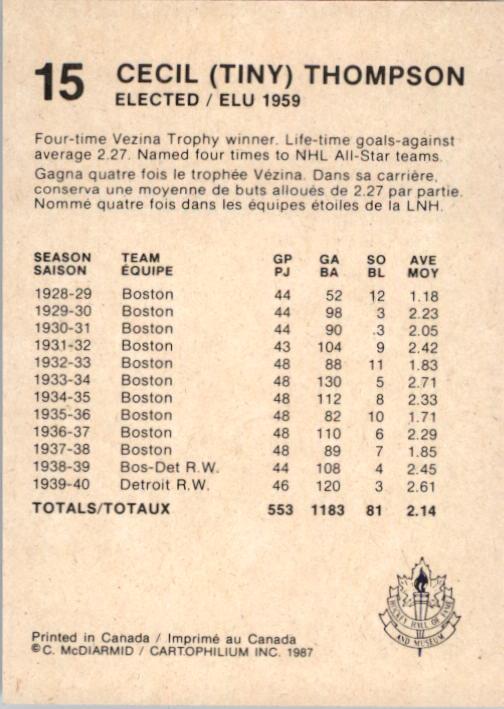 15 CECIL (TINY) THOMPSON
ELECTED / ELU 1959
Four-time Vezina Trophy winner. Life-time goals-against
average 2.27. Named four times to NHL All-Star teams.
Gagna quatre fois le trophée Vézina. Dans sa carrière,
conserva une moyenne de buts alloués de 2.27 par partie.
Nommé quatre fois dans les équipes étoiles de la LNH.
SEASON TEAM GP GA SO AVE
SAISON ÉQUIPE PJ BA BL MOY
1928-29 Boston 44 52 12 1.18
1929-30 Boston 44 98 3 2.23
1930-31 Boston 44 90 .3 2.05
1931-32 Boston 43 104 9 2.42
1932-33 Boston 48 88 11 1.83
1933-34 Boston 48 130 5 2.71
1934-35 Boston 48 112 8 2.33
1935-36 Boston 48 82 10 1.71
1936-37 Boston 48 110 6 2.29
1937-38 Boston 48 89 7 1.85
1938-39 Bos-Det R.W. 44 108 4 2.45
1939-40 Detroit R.W. 46 120 3 2.61
TOTALS/TOTAUX 553 1183 81 2.14
HOCKEY HALL OF FAME
AND MUSEUM
Printed in Canada / Imprimé au Canada
©C. McDIARMID / CARTOPHILIUM INC. 1987